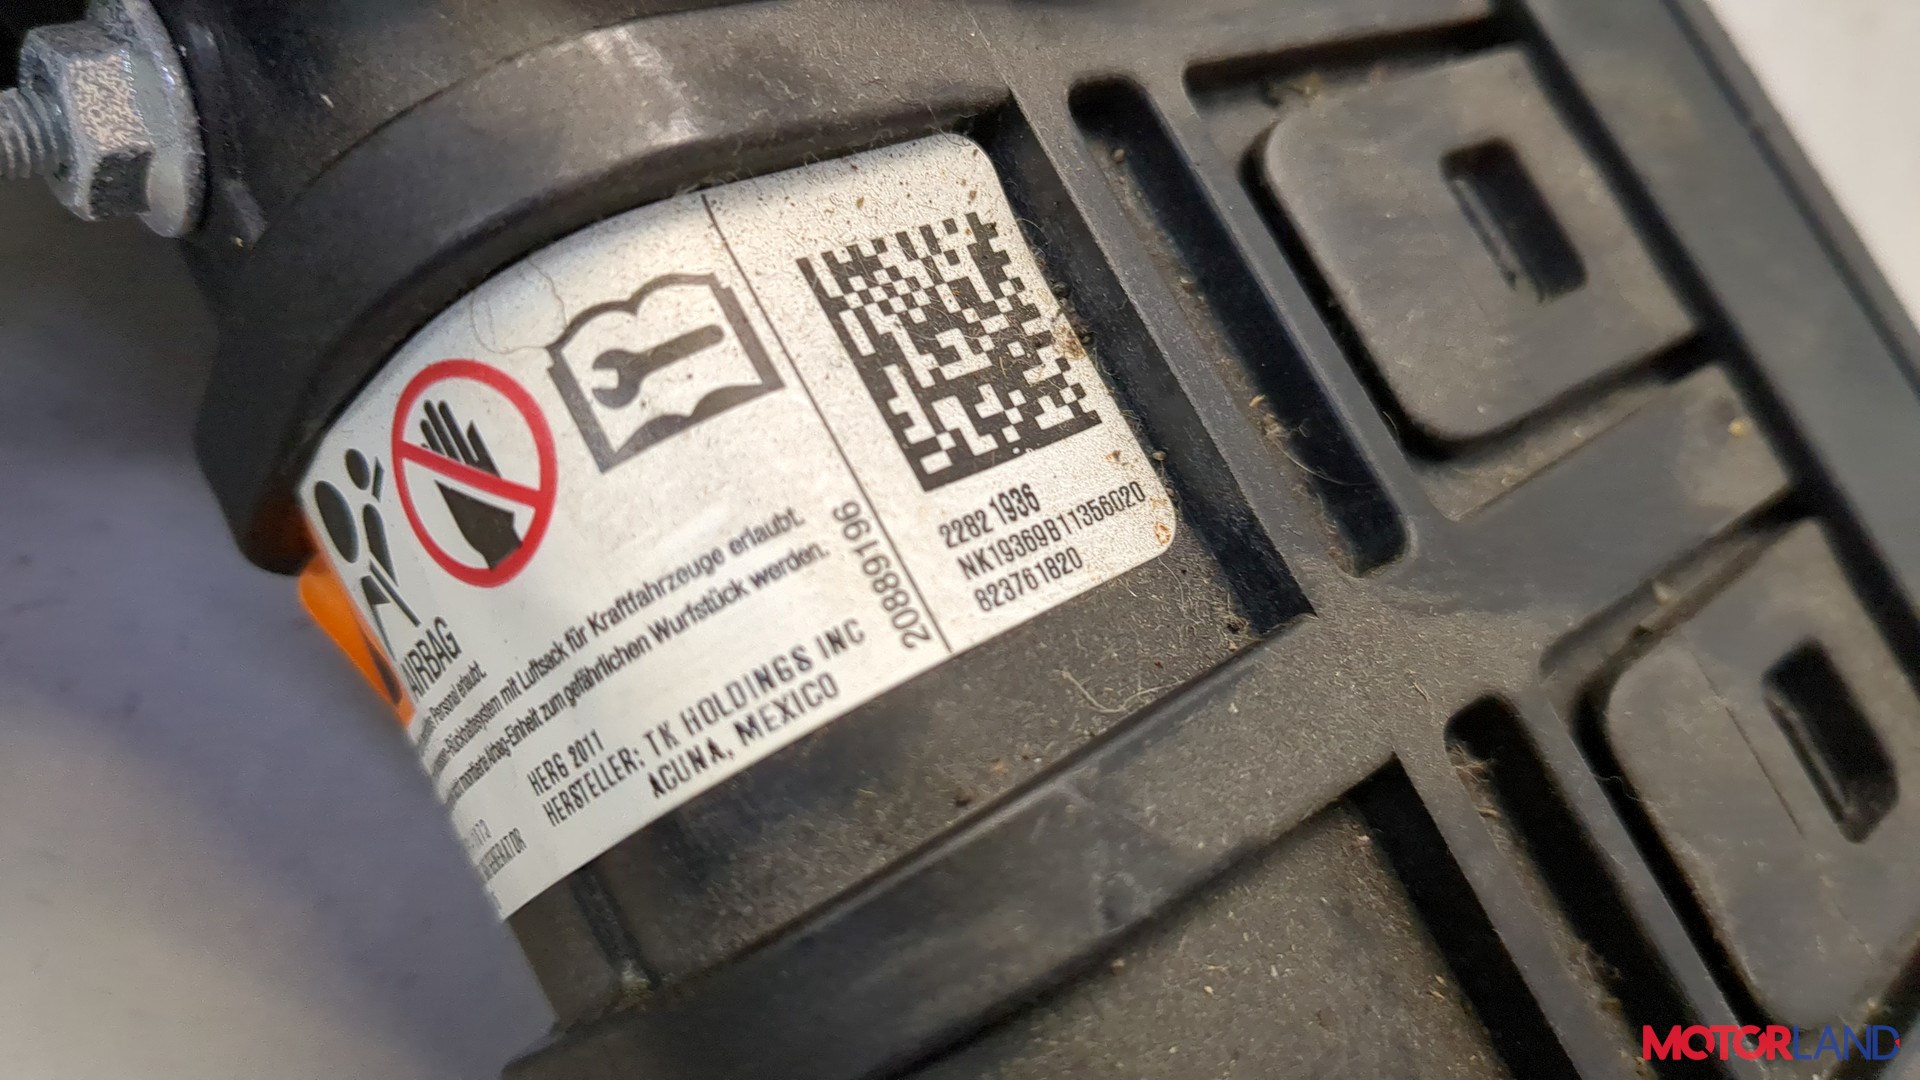 AIRBAG
Personal erlaubt.
mit Luftsack für Kraftfahrzeuge erlaubt.
montierte Airbag-Einheit zum gefährlichen Wurfstück werden.
HERG 2011
HERSTELLER: TK HOLDINGS INC
ACUNA, MEXICO
20889196
2282 1936
NK19369B11356020
823761820
MOTORLAND